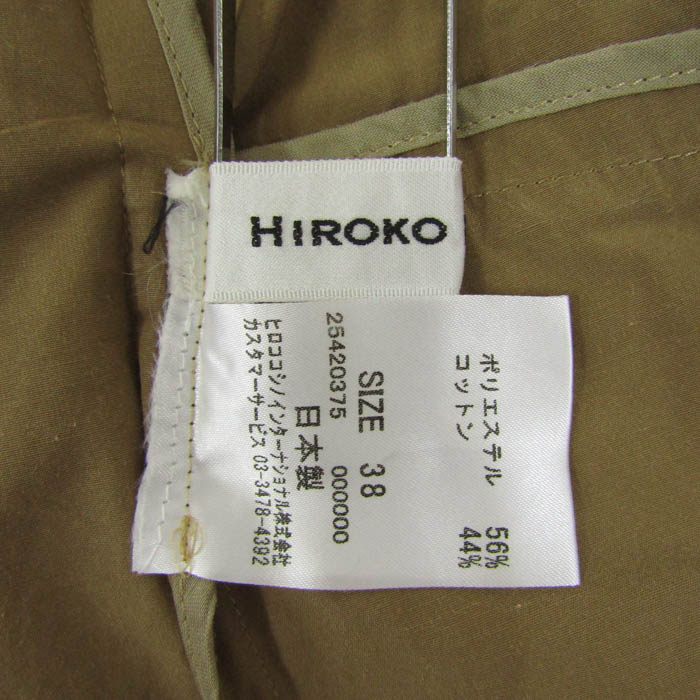 HIROKO
ポリエステル 56%
コットン 44%
SIZE 38
25420375 000000
日本製
ヒロココシノインターナショナル株式会社
カスタマーサービス 03-3478-4392